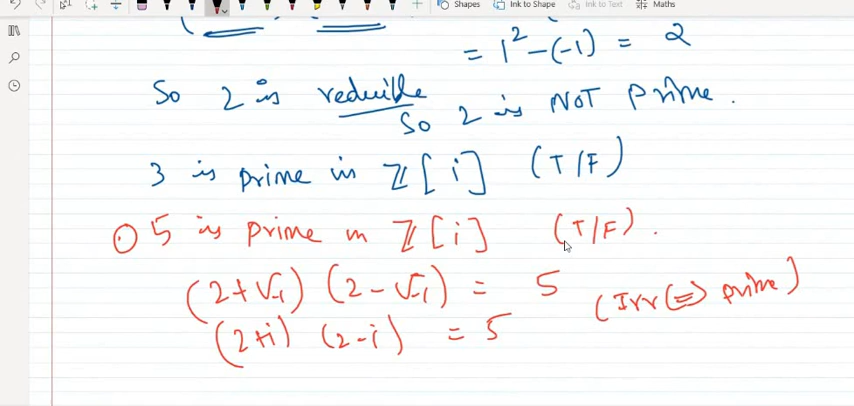 Shapes Ink to Shape Ink to Text Maths
= 1² - (-1) = 2
So 2 is reducible
So 2 is NOT prime.
3 is prime in ℤ[i] (T/F)
5 is prime in ℤ[i] (T/F).
(2+√-1) (2-√-1) = 5 (Irr ⇔ prime)
(2+i) (2-i) = 5